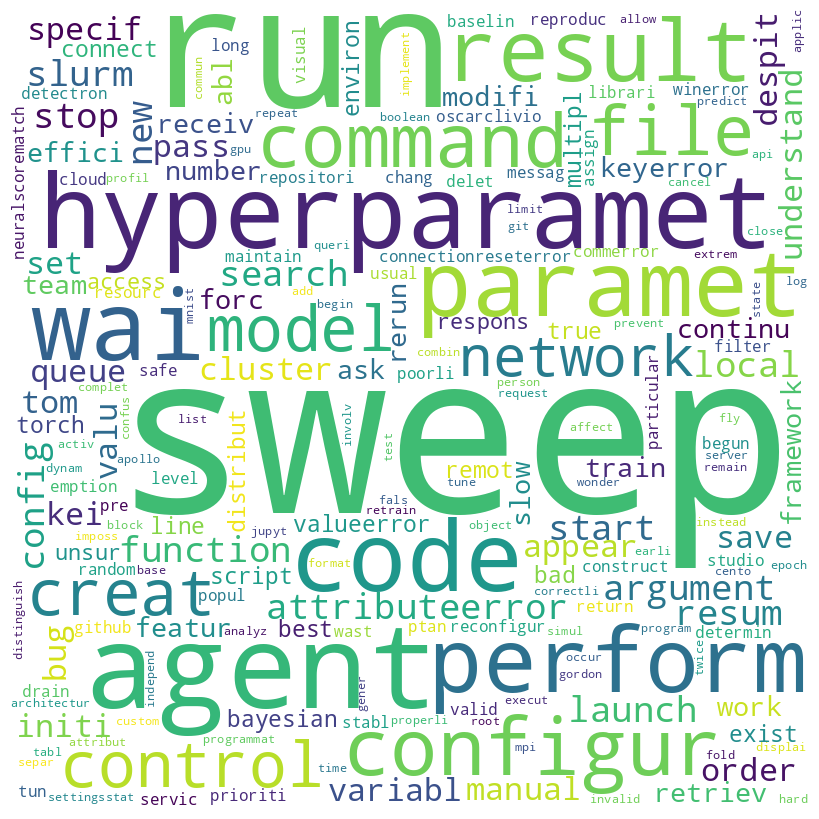 run
result
specif
connect
long
commun
visual
environ
baselin
reproduc
allow
applic
slurm
abl
implement
modifi
librari
winerror
despit
detectron
new
receiv
repeat
gpu
boolean
oscarclivio
multipl
assign
predict
stop
command
file
understand
effici
pass
number
repositori
chang
delet
messag
keyerror
api
neuralscorematch
cloud
profil
cancel
hyperparamet
limit
git
close
queri
maintain
connectionreseterror
commerror
extrem
set
team
access
resourc
search
usual
paramet
mnist
add
begin
state
log
wai
forc
model
rerun
respons
true
prevent
continu
combin
filter
network
local
queue
safe
cluster
ask
poorli
particular
framework
tom
complet
person
request
sweep
torch
valu
confus
list
involv
test
affect
fly
activ
begun
server
remain
config
dynam
apollo
level
distribut
remot
slow
train
tune
wonder
emption
pre
fals
retrain
kei
block
line
jupyt
valueerror
object
earli
instead
start
save
imposs
code
appear
unsur
function
format
studio
random
base
script
bad
construct
epoch
cento
creat
popul
attributeerror
correctli
return
argument
resum
distinguish
bug
github
featur
analyz
best
wast
ptan
reconfigur
simul
program
determin
agent
perform
twice
drain
occur
architectur
independ
gener
gordon
initi
custom
bayesian
stabl
properli
valid
root
execut
launch
work
attribut
programmat
exist
tabl
control
configur
mpi
fold
displai
separ
time
order
tun
settingsstat
servic
prioriti
variabl
manual
invalid
retriev
hard